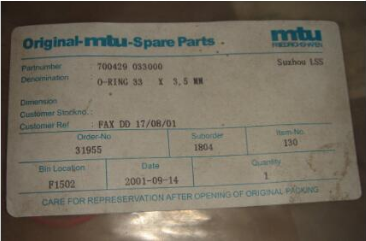 Original-mtu-Spare Parts
mtu
FRIEDRICHSHAFEN
Partnumber 700429 033000
Suzhou LSS
Denomination O-RING 33 X 3,5 MM
Dimension
Customer Stockno.:
Customer Ref : FAX DD 17/08/01
Order-No Suborder Item No.
31955 1804 130
Bin Location Date Quantity
F1502 2001-09-14 1
CARE FOR REPRESERVATION AFTER OPENING OF ORIGINAL PACKING